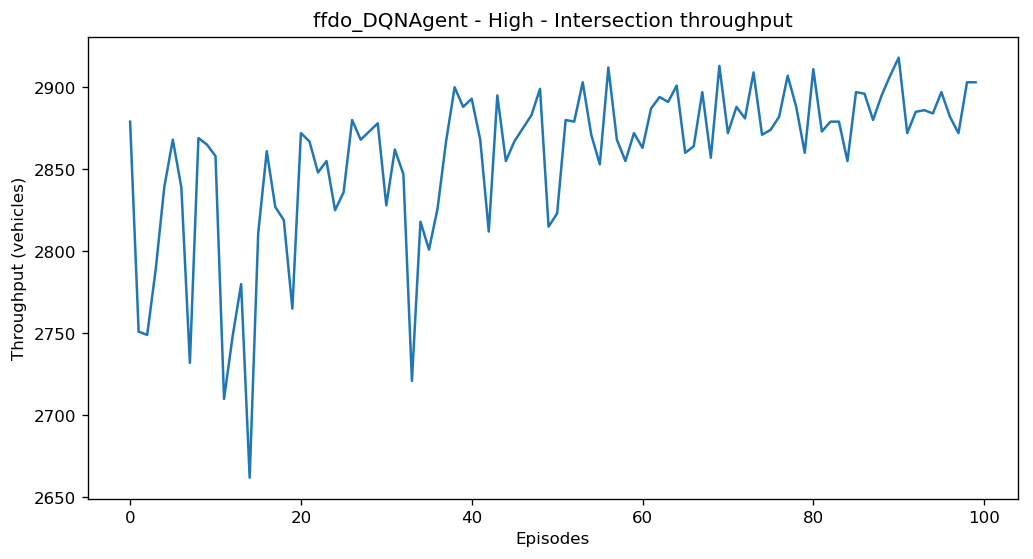 ffdo_DQNAgent - High - Intersection throughput
Throughput (vehicles)
2900
2850
2800
2750
2700
2650
0 20 40 60 80 100
Episodes